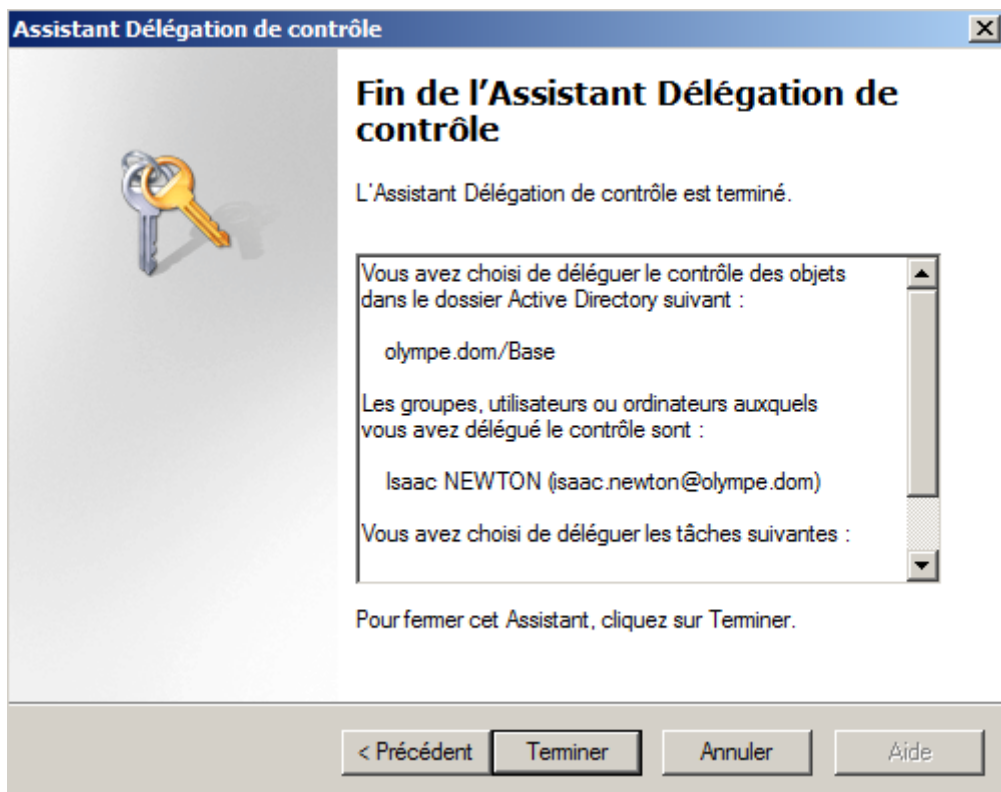 Assistant Délégation de contrôle
Fin de l'Assistant Délégation de
contrôle
L'Assistant Délégation de contrôle est terminé.
Vous avez choisi de déléguer le contrôle des objets
dans le dossier Active Directory suivant :
olympe.dom/Base
Les groupes, utilisateurs ou ordinateurs auxquels
vous avez délégué le contrôle sont :
Isaac NEWTON (isaac.newton@olympe.dom)
Vous avez choisi de déléguer les tâches suivantes :
Pour fermer cet Assistant, cliquez sur Terminer.
< Précédent Terminer Annuler Aide